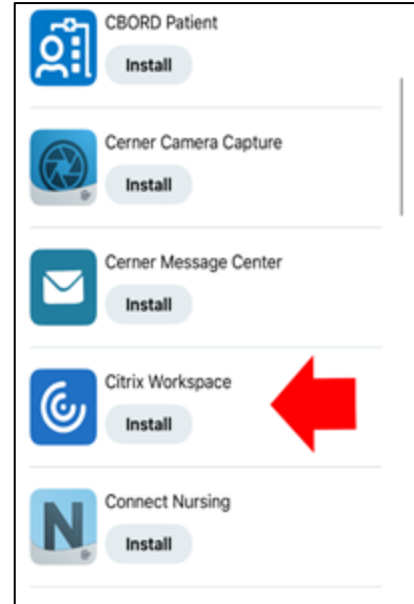 CBORD Patient
Install
Cerner Camera Capture
Install
Cerner Message Center
Install
Citrix Workspace
Install
N
Connect Nursing
Install